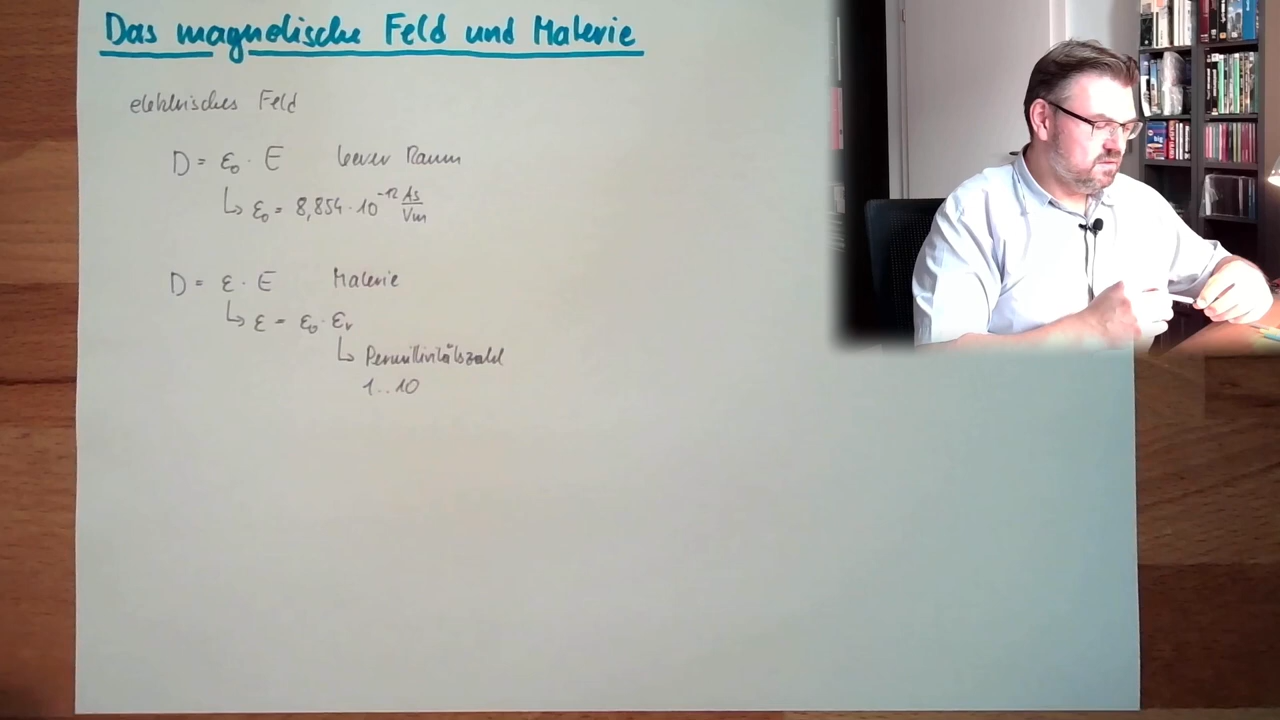 Das magnetische Feld und Materie
elektrisches Feld
D = ε₀ · E leerer Raum
↳ ε₀ = 8,854 · 10⁻¹² As/Vm
D = ε · E Materie
↳ ε = ε₀ · εᵣ
↳ Permittivitätszahl
1...10